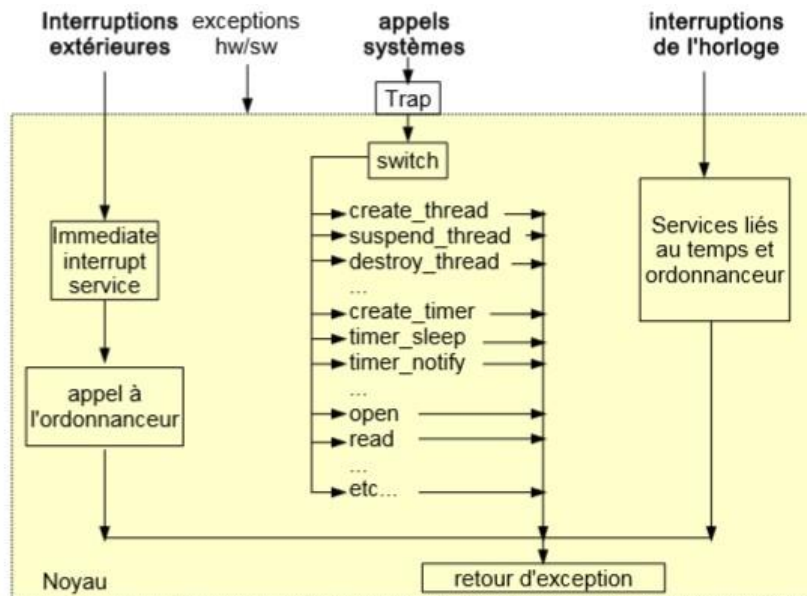 Interruptions
extérieures
exceptions
hw/sw
appels
systèmes
interruptions
de l'horloge
Trap
switch
create_thread
suspend_thread
destroy_thread
...
create_timer
timer_sleep
timer_notify
...
open
read
...
etc...
Immediate
interrupt
service
appel à
l'ordonnanceur
Services liés
au temps et
ordonnanceur
retour d'exception
Noyau